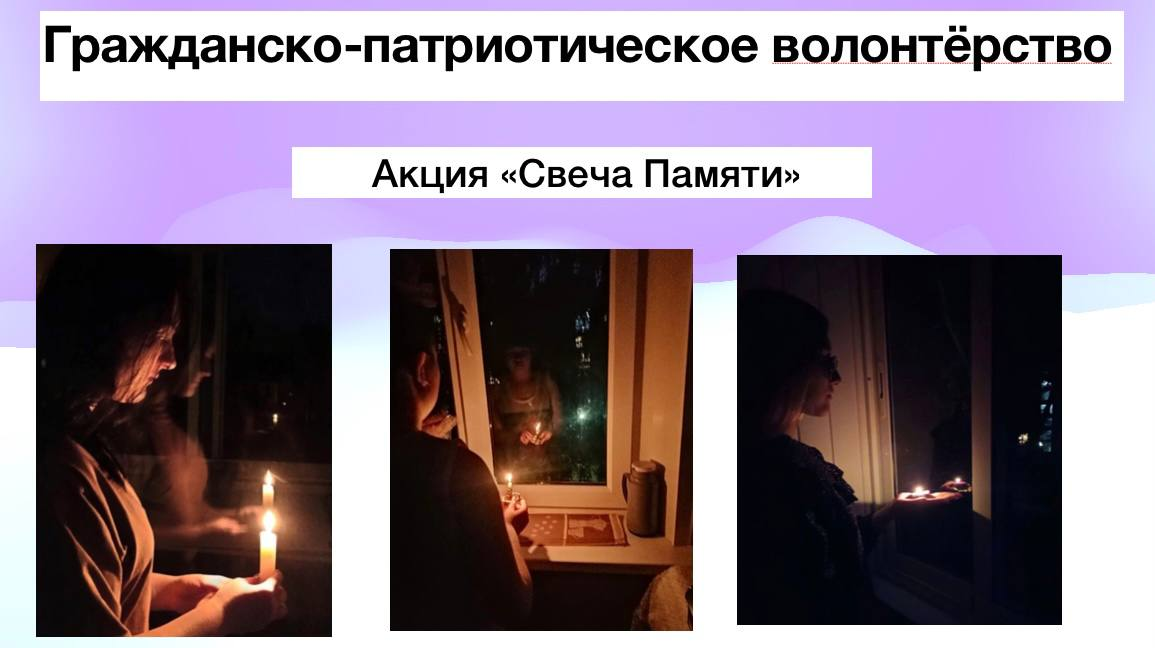 Гражданско-патриотическое волонтёрство
Акция «Свеча Памяти»